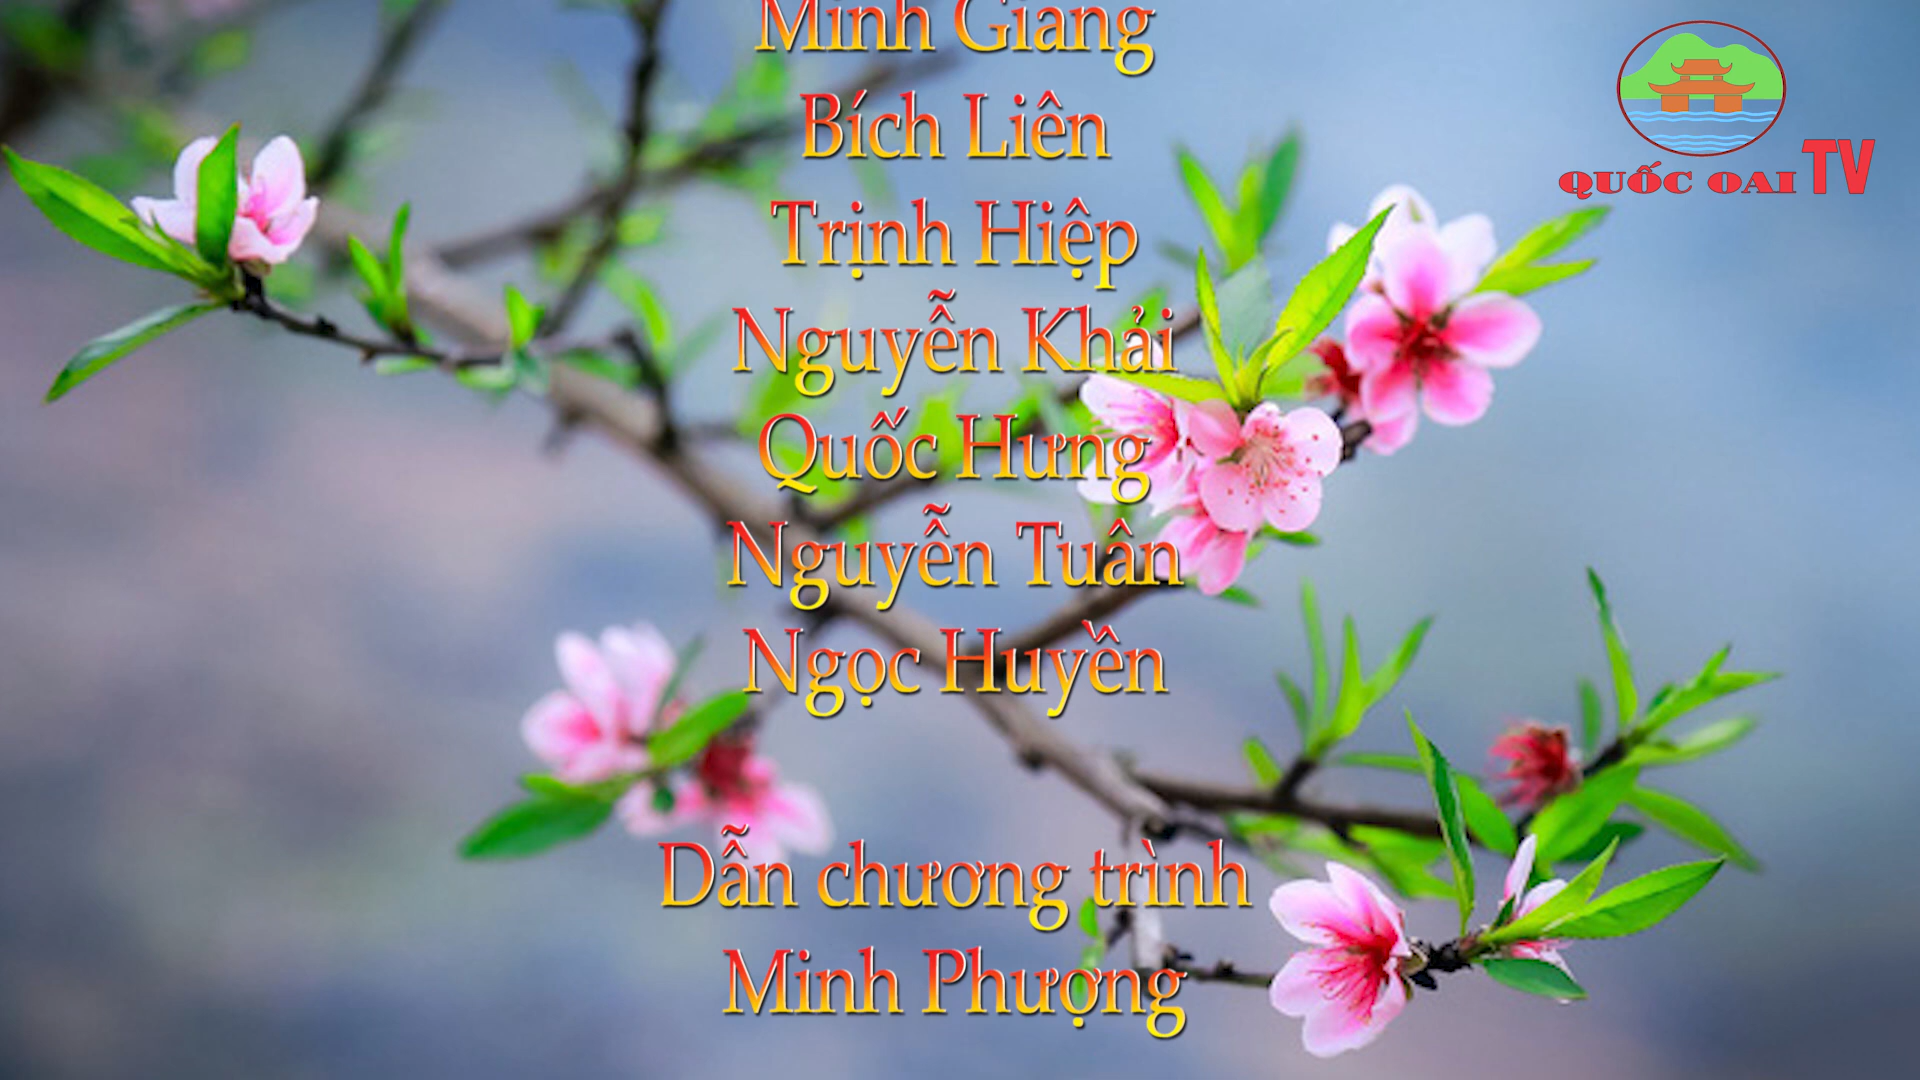 Minh Giang
Bích Liên
Trịnh Hiệp
Nguyễn Khải
Quốc Hưng
Nguyễn Tuân
Ngọc Huyền
Dẫn chương trình
Minh Phượng
QUỐC OAI TV